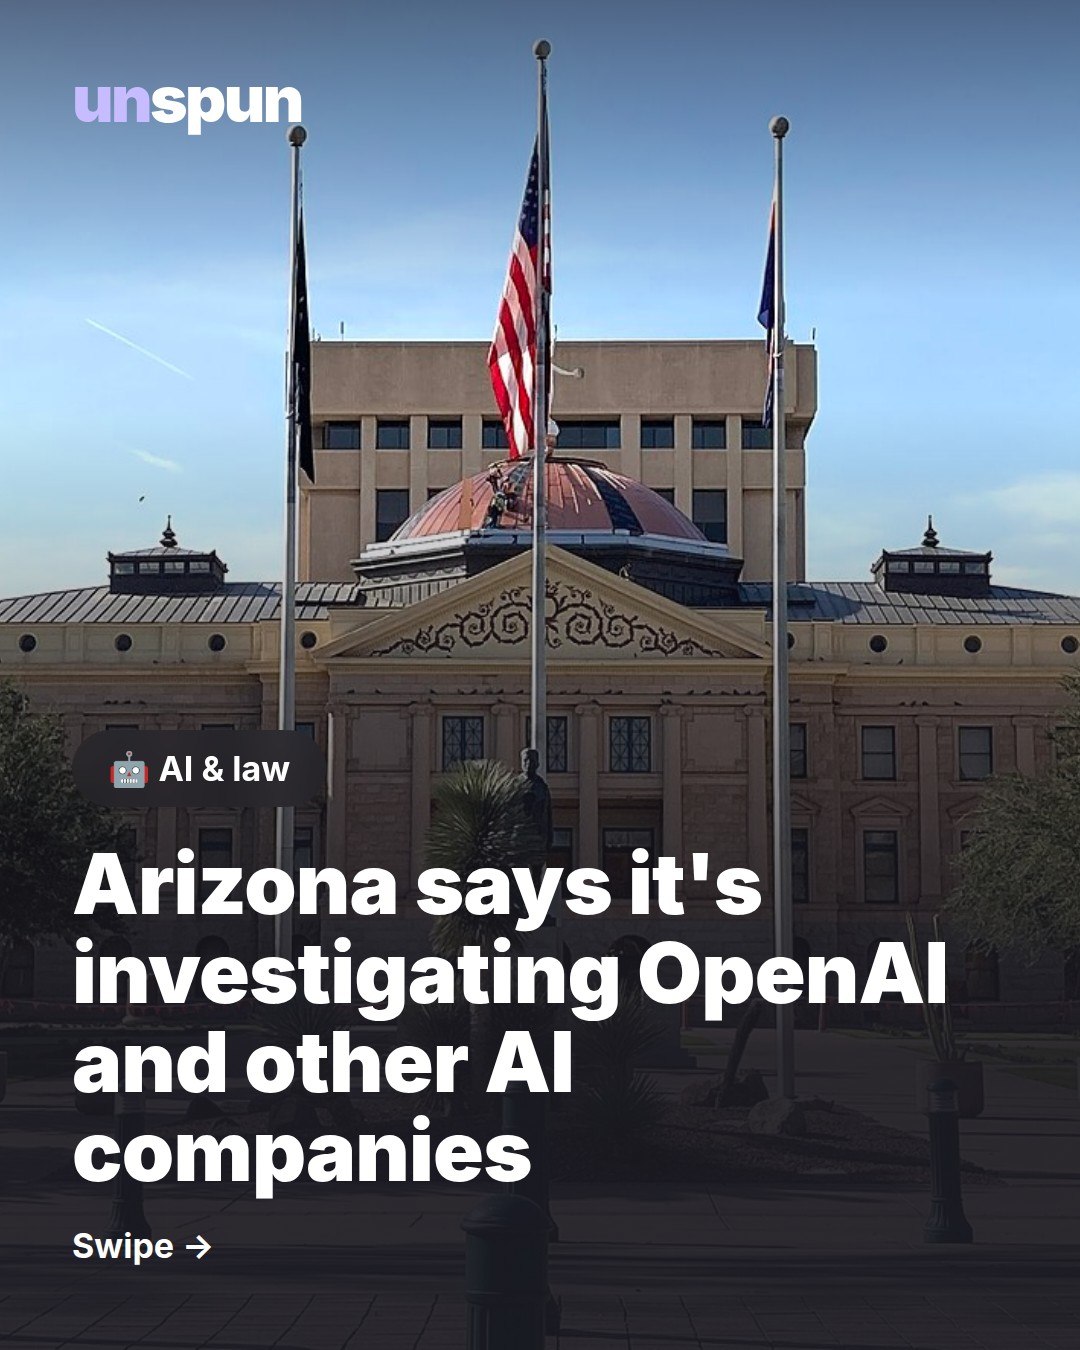 unspun
🤖 AI & law
Arizona says it's
investigating OpenAI
and other AI
companies
Swipe →